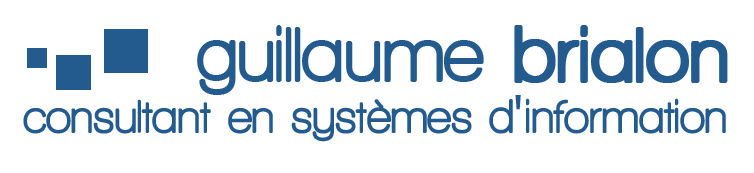 guillaume brialon
consultant en systèmes d'information